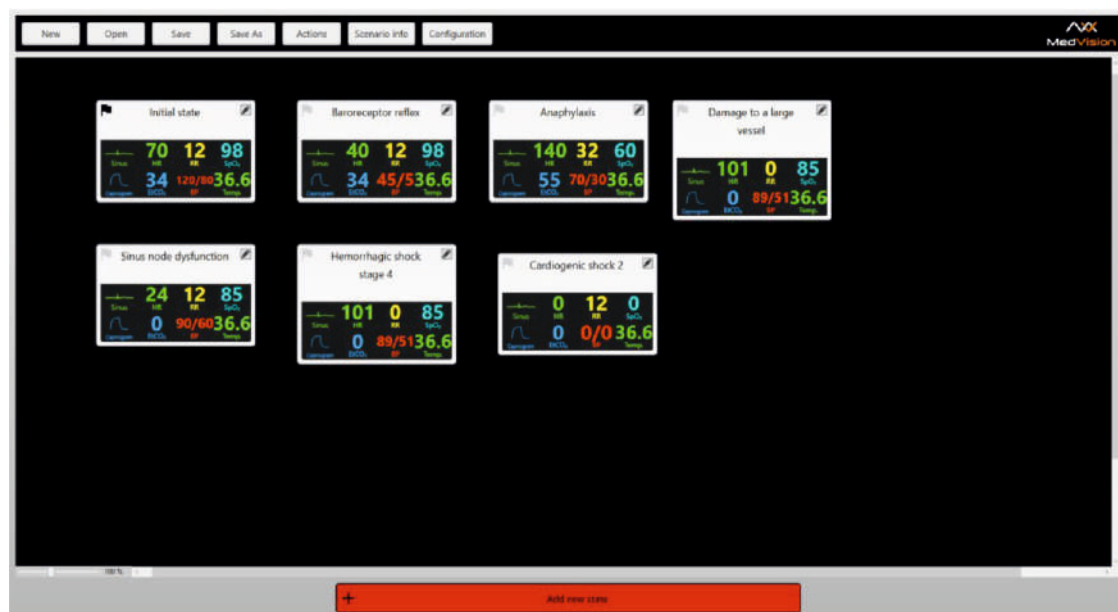 New Open Save Save As Actions Scenario info Configuration
MedVision
Initial state
70 12 98
Sinus HR RR SpO₂
34 120/80 36.6
Capnogram EtCO₂ BP Temp.
Baroreceptor reflex
40 12 98
Sinus HR RR SpO₂
34 45/5 36.6
Capnogram EtCO₂ BP Temp.
Anaphylaxis
140 32 60
Sinus HR RR SpO₂
55 70/30 36.6
Capnogram EtCO₂ BP Temp.
Damage to a large
vessel
101 0 85
Sinus HR RR SpO₂
0 89/51 36.6
Capnogram EtCO₂ BP Temp.
Sinus node dysfunction
24 12 85
Sinus HR RR SpO₂
0 90/60 36.6
Capnogram EtCO₂ BP Temp.
Hemorrhagic shock
stage 4
101 0 85
Sinus HR RR SpO₂
0 89/51 36.6
Capnogram EtCO₂ BP Temp.
Cardiogenic shock 2
0 12 0
Sinus HR RR SpO₂
0 0/0 36.6
Capnogram EtCO₂ BP Temp.
100 %
+ Add new state